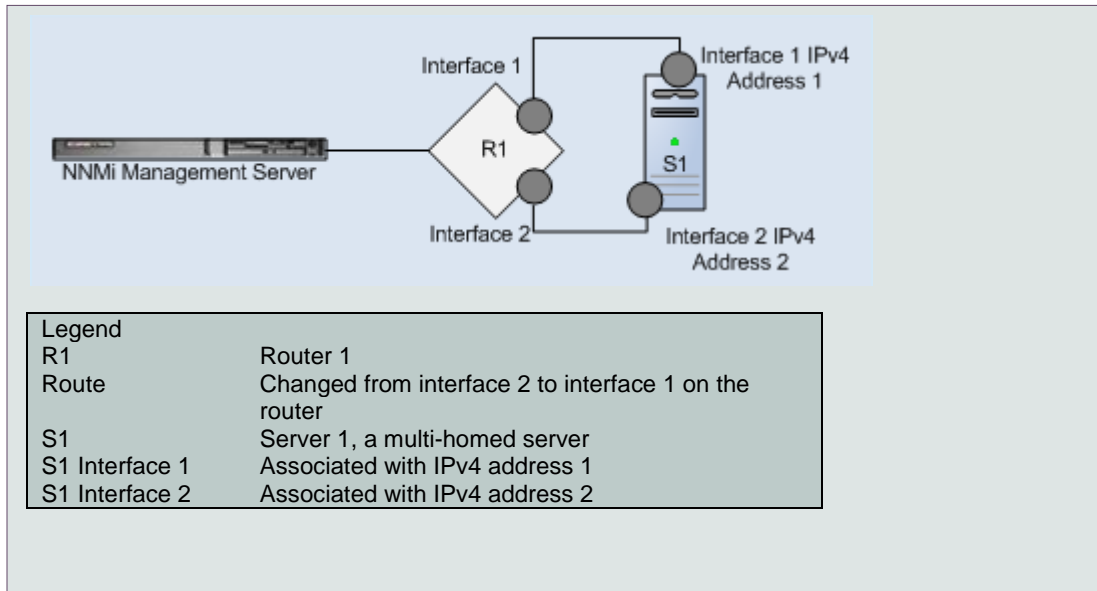 Interface 1
Interface 1 IPv4
Address 1
R1
S1
NNMi Management Server
Interface 2
Interface 2 IPv4
Address 2
Legend
R1 Router 1
Route Changed from interface 2 to interface 1 on the
router
S1 Server 1, a multi-homed server
S1 Interface 1 Associated with IPv4 address 1
S1 Interface 2 Associated with IPv4 address 2